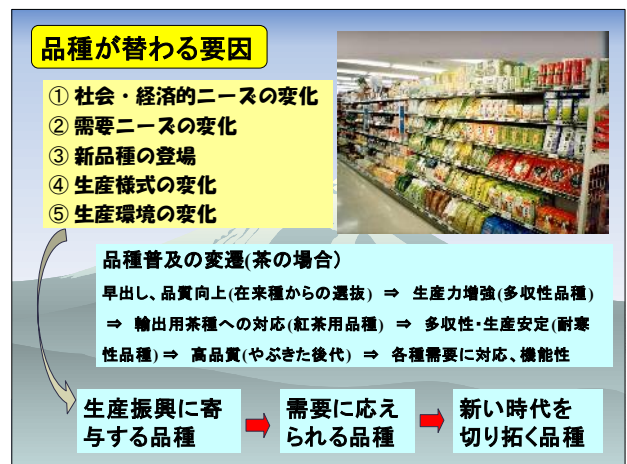 品種が替わる要因
① 社会・経済的ニーズの変化
② 需要ニーズの変化
③ 新品種の登場
④ 生産様式の変化
⑤ 生産環境の変化
品種普及の変遷(茶の場合)
早出し、品質向上(在来種からの選抜) ⇒ 生産力増強(多収性品種)
⇒ 輸出用茶種への対応(紅茶用品種) ⇒ 多収性・生産安定(耐寒
性品種)⇒ 高品質(やぶきた後代) ⇒ 各種需要に対応、機能性
生産振興に寄
与する品種
需要に応え
られる品種
新い時代を
切り拓く品種